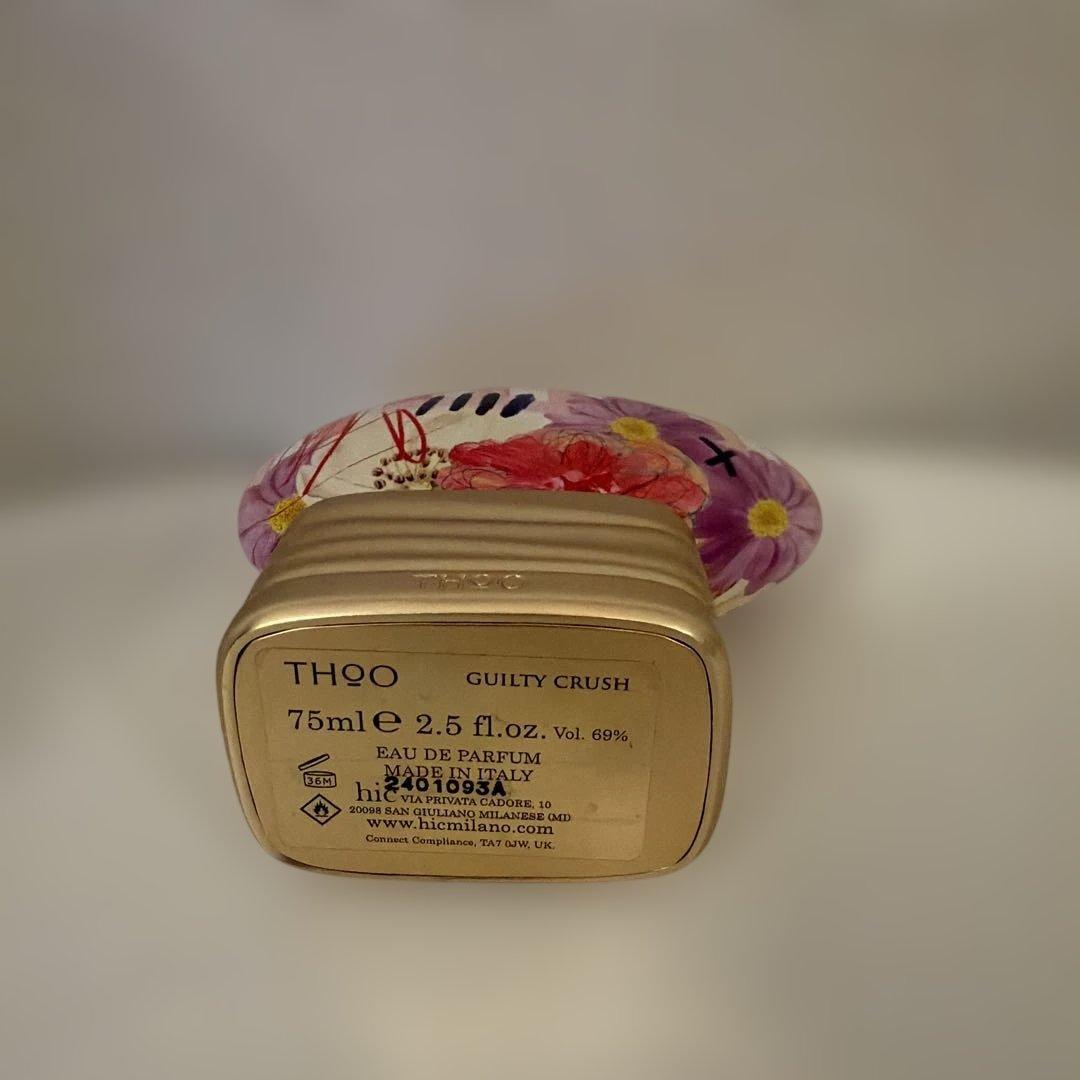 THOO
THOO GUILTY CRUSH
75ml e 2.5 fl.oz. Vol. 69%
EAU DE PARFUM
MADE IN ITALY
2401093A
36M
hic VIA PRIVATA CADORE, 10
20098 SAN GIULIANO MILANESE (MI)
www.hicmilano.com
Connect Compliance, TA7 0JW, UK.